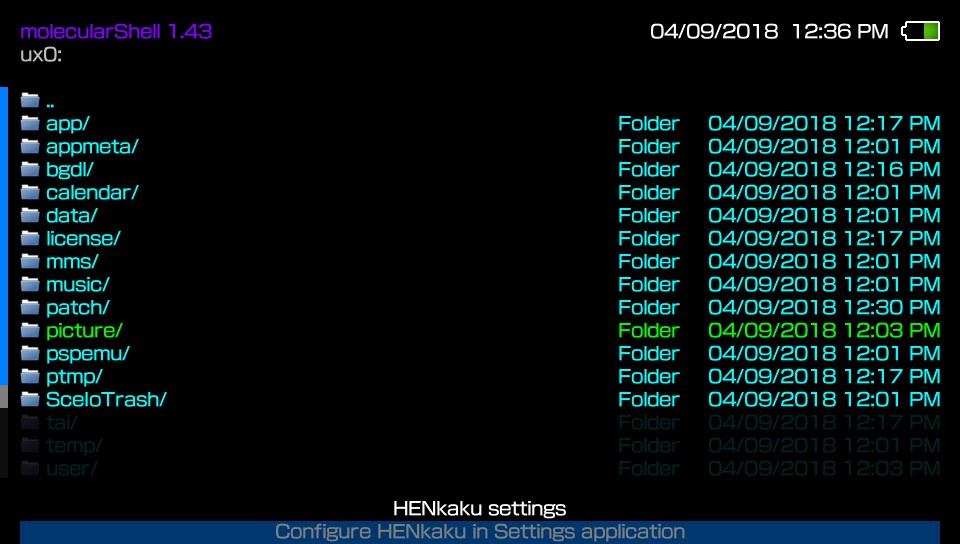 molecularShell 1.43 04/09/2018 12:36 PM
ux0:
..
app/ Folder 04/09/2018 12:17 PM
appmeta/ Folder 04/09/2018 12:01 PM
bgdl/ Folder 04/09/2018 12:16 PM
calendar/ Folder 04/09/2018 12:01 PM
data/ Folder 04/09/2018 12:01 PM
license/ Folder 04/09/2018 12:17 PM
mms/ Folder 04/09/2018 12:01 PM
music/ Folder 04/09/2018 12:01 PM
patch/ Folder 04/09/2018 12:30 PM
picture/ Folder 04/09/2018 12:03 PM
pspemu/ Folder 04/09/2018 12:01 PM
ptmp/ Folder 04/09/2018 12:17 PM
SceIoTrash/ Folder 04/09/2018 12:01 PM
tai/ Folder 04/09/2018 12:17 PM
temp/ Folder 04/09/2018 12:01 PM
user/ Folder 04/09/2018 12:03 PM
HENkaku settings
Configure HENkaku in Settings application